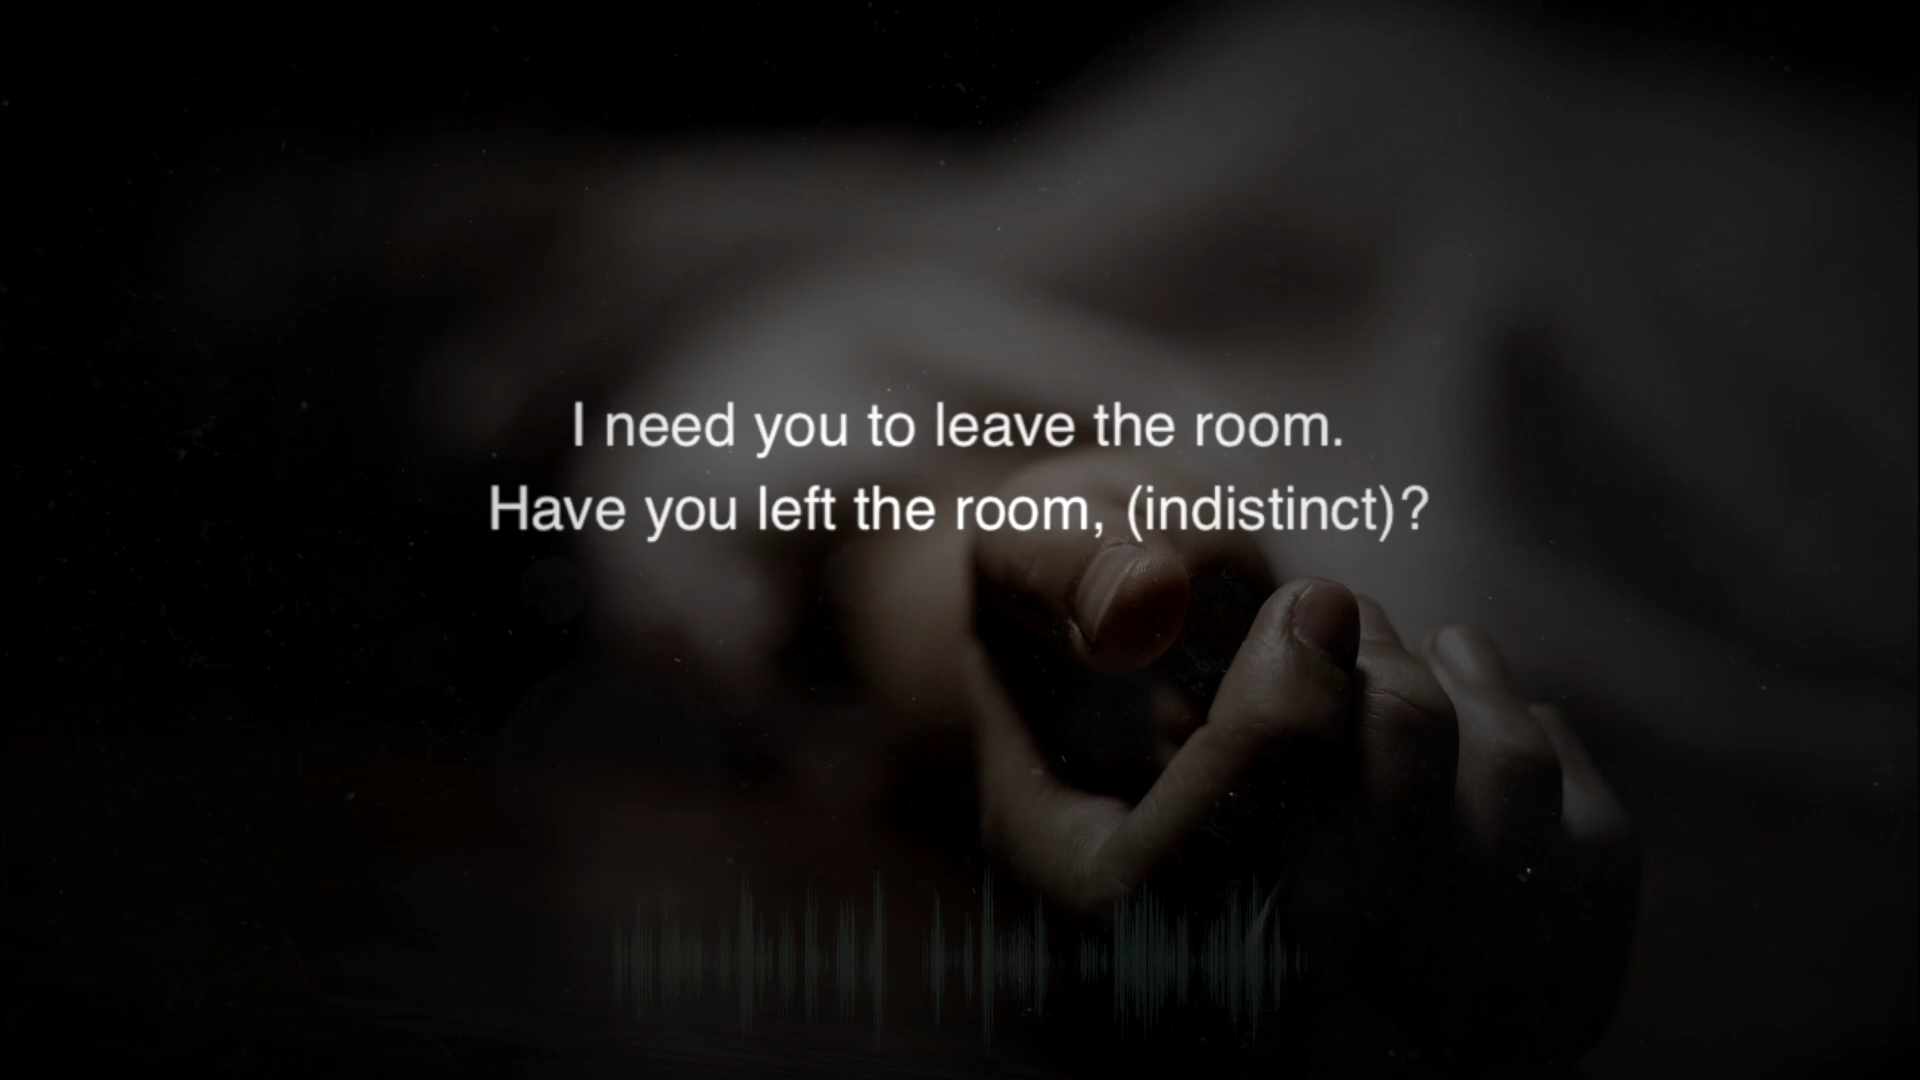 I need you to leave the room.
Have you left the room, (indistinct)?